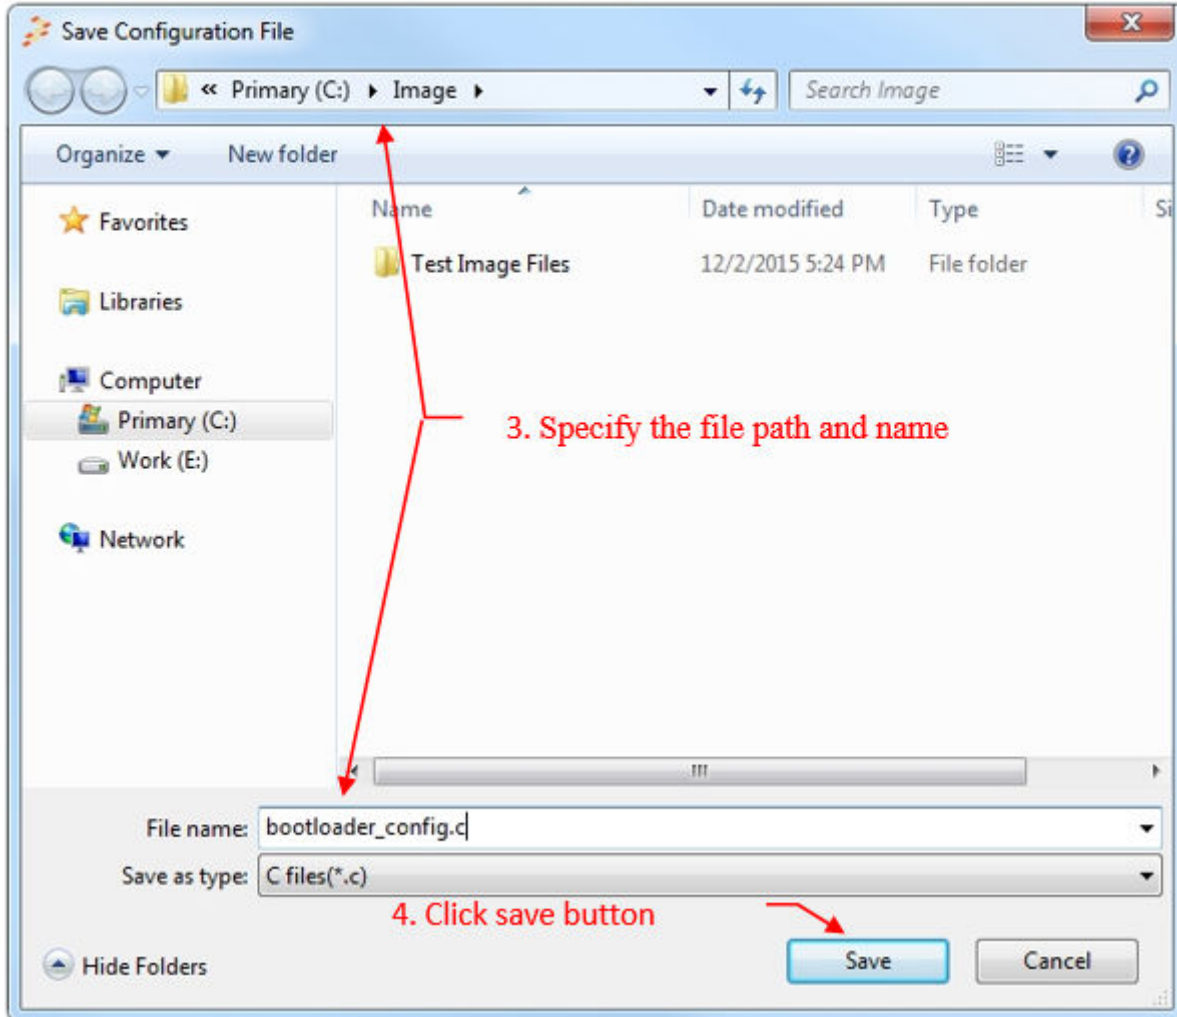 Save Configuration File
« Primary (C:) ▸ Image ▸ Search Image
Organize New folder
Name Date modified Type Si
Favorites
Test Image Files 12/2/2015 5:24 PM File folder
Libraries
Computer
Primary (C:)
3. Specify the file path and name
Work (E:)
Network
File name: bootloader_config.c
Save as type: C files(*.c)
4. Click save button
Hide Folders Save Cancel